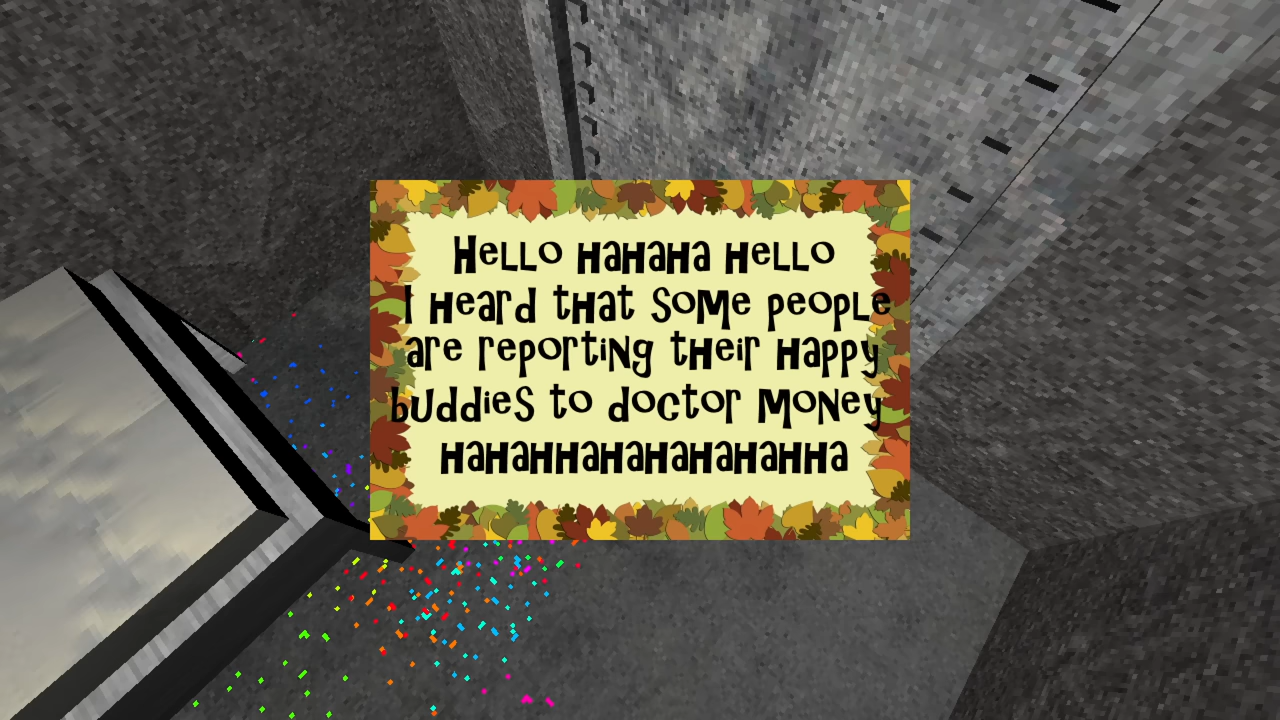 Hello HaHaHa Hello
I Heard tHat SoMe people
are reportiNg tHeir Happy
buddieS to doctor MoNey
HaHaHHaHaHaHaHaHHa